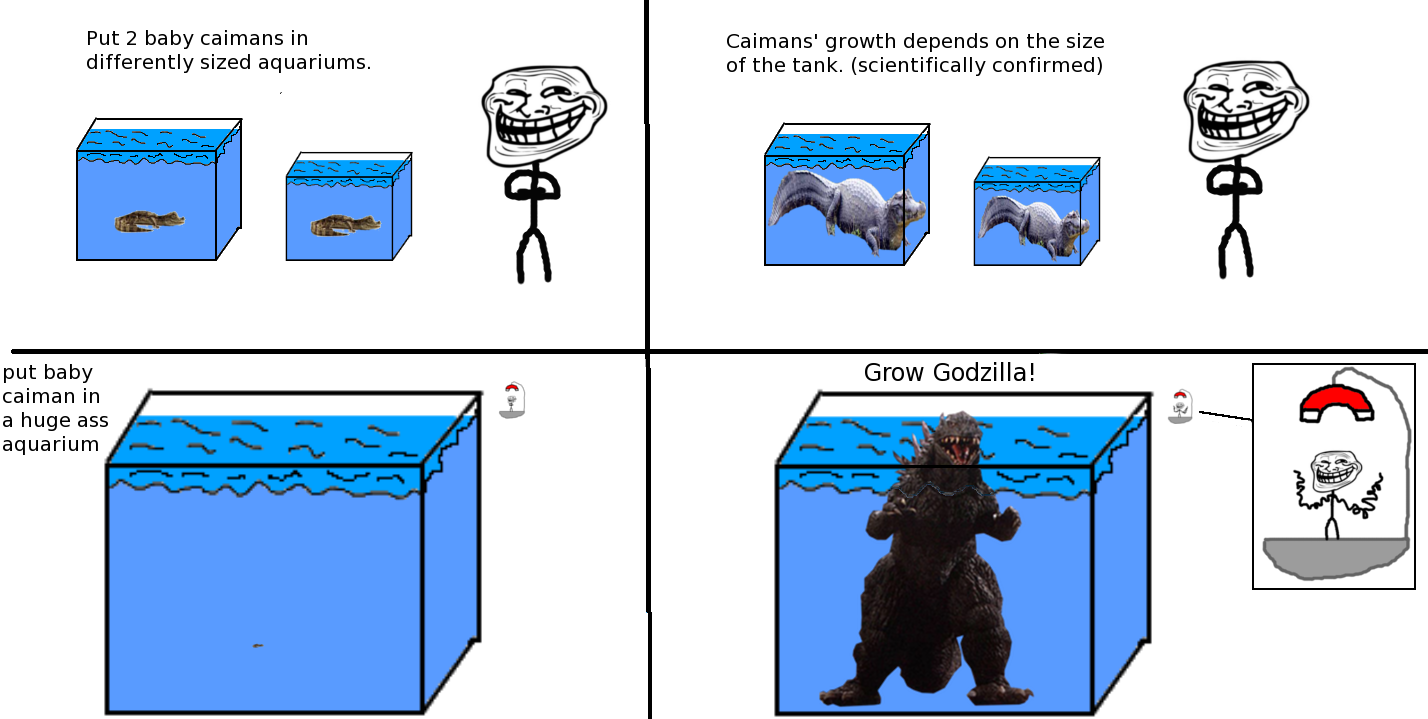 Put 2 baby caimans in
differently sized aquariums.
Caimans' growth depends on the size
of the tank. (scientifically confirmed)
put baby
caiman in
a huge ass
aquarium
Grow Godzilla!